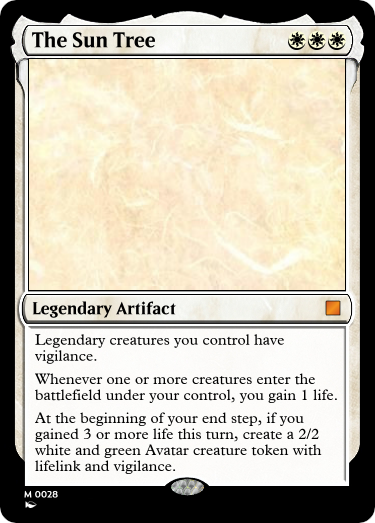 The Sun Tree
Legendary Artifact
Legendary creatures you control have
vigilance.
Whenever one or more creatures enter the
battlefield under your control, you gain 1 life.
At the beginning of your end step, if you
gained 3 or more life this turn, create a 2/2
white and green Avatar creature token with
lifelink and vigilance.
M 0028